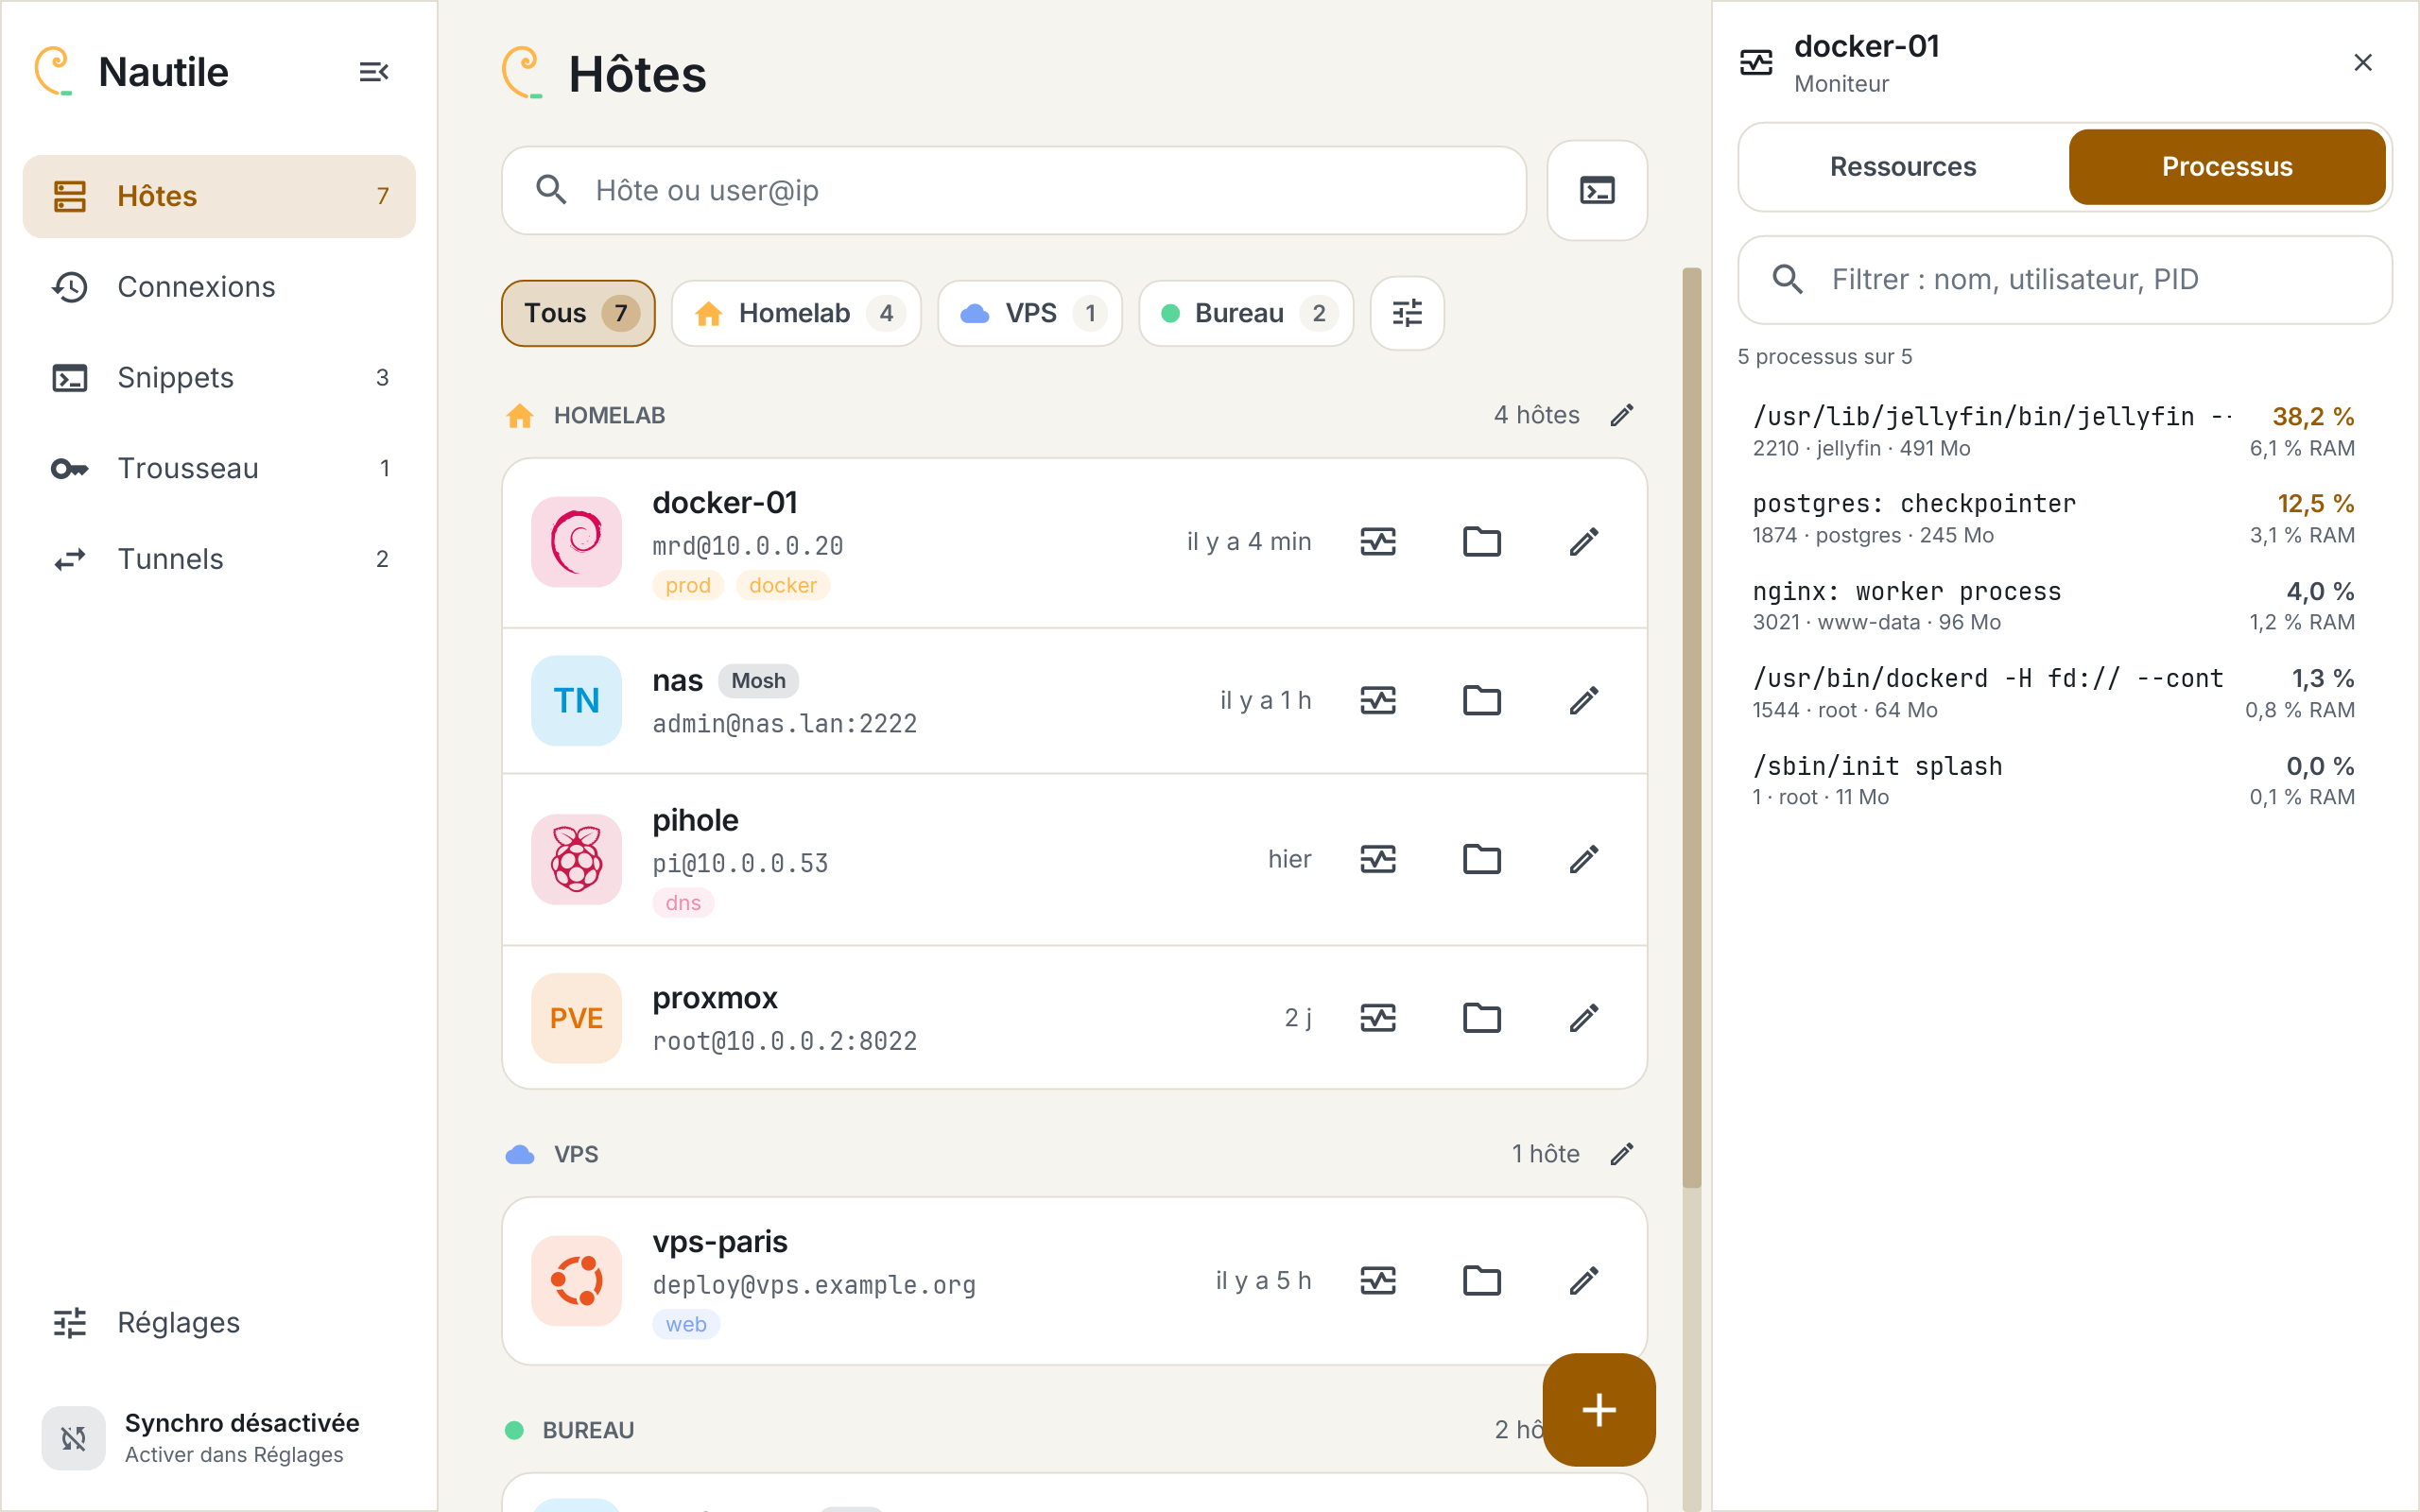 Nautile
Hôtes 7
Connexions
Snippets 3
Trousseau 1
Tunnels 2
Réglages
Synchro désactivée
Activer dans Réglages
Hôtes
Hôte ou user@ip
Tous 7
Homelab 4
VPS 1
Bureau 2
HOMELAB 4 hôtes
docker-01
mrd@10.0.0.20
prod docker
il y a 4 min
TN
nas Mosh
admin@nas.lan:2222
il y a 1 h
pihole
pi@10.0.0.53
dns
hier
PVE
proxmox
root@10.0.0.2:8022
2 j
VPS 1 hôte
vps-paris
deploy@vps.example.org
web
il y a 5 h
BUREAU 2 hô
docker-01
Moniteur
Ressources
Processus
Filtrer : nom, utilisateur, PID
5 processus sur 5
/usr/lib/jellyfin/bin/jellyfin -- 38,2 %
2210 · jellyfin · 491 Mo 6,1 % RAM
postgres: checkpointer 12,5 %
1874 · postgres · 245 Mo 3,1 % RAM
nginx: worker process 4,0 %
3021 · www-data · 96 Mo 1,2 % RAM
/usr/bin/dockerd -H fd:// --cont 1,3 %
1544 · root · 64 Mo 0,8 % RAM
/sbin/init splash 0,0 %
1 · root · 11 Mo 0,1 % RAM